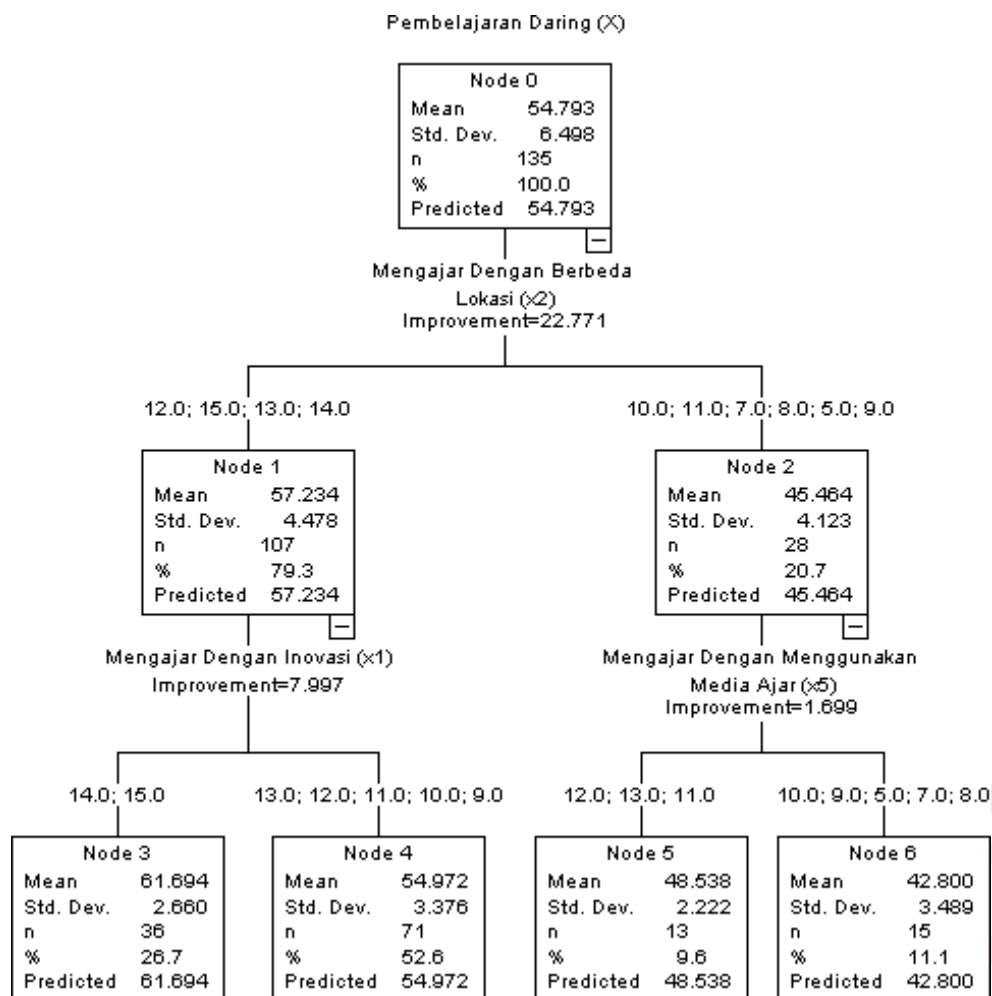 Pembelajaran Daring (X)
Node 0
Mean 54.793
Std. Dev. 6.498
n 135
% 100.0
Predicted 54.793
Mengajar Dengan Berbeda
Lokasi (x2)
Improvement=22.771
12.0; 15.0; 13.0; 14.0
10.0; 11.0; 7.0; 8.0; 5.0; 9.0
Node 1
Mean 57.234
Std. Dev. 4.478
n 107
% 79.3
Predicted 57.234
Node 2
Mean 45.464
Std. Dev. 4.123
n 28
% 20.7
Predicted 45.464
Mengajar Dengan Inovasi (x1)
Improvement=7.997
Mengajar Dengan Menggunakan
Media Ajar (x5)
Improvement=1.699
14.0; 15.0
13.0; 12.0; 11.0; 10.0; 9.0
12.0; 13.0; 11.0
10.0; 9.0; 5.0; 7.0; 8.0
Node 3
Mean 61.694
Std. Dev. 2.660
n 36
% 26.7
Predicted 61.694
Node 4
Mean 54.972
Std. Dev. 3.376
n 71
% 52.6
Predicted 54.972
Node 5
Mean 48.538
Std. Dev. 2.222
n 13
% 9.6
Predicted 48.538
Node 6
Mean 42.800
Std. Dev. 3.489
n 15
% 11.1
Predicted 42.800